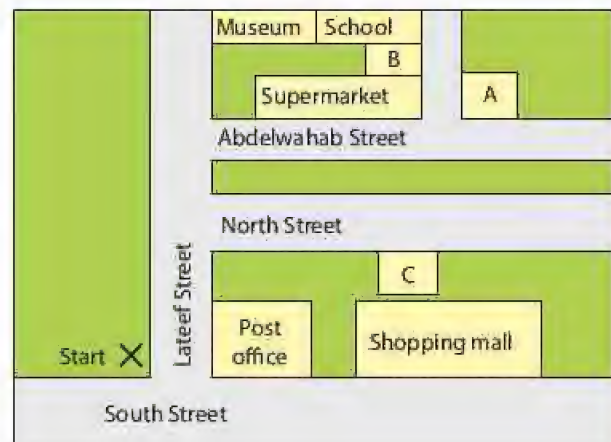 Museum School
B
Supermarket
A
Abdelwahab Street
North Street
Lateef Street
C
Post
office
Shopping mall
Start X
South Street